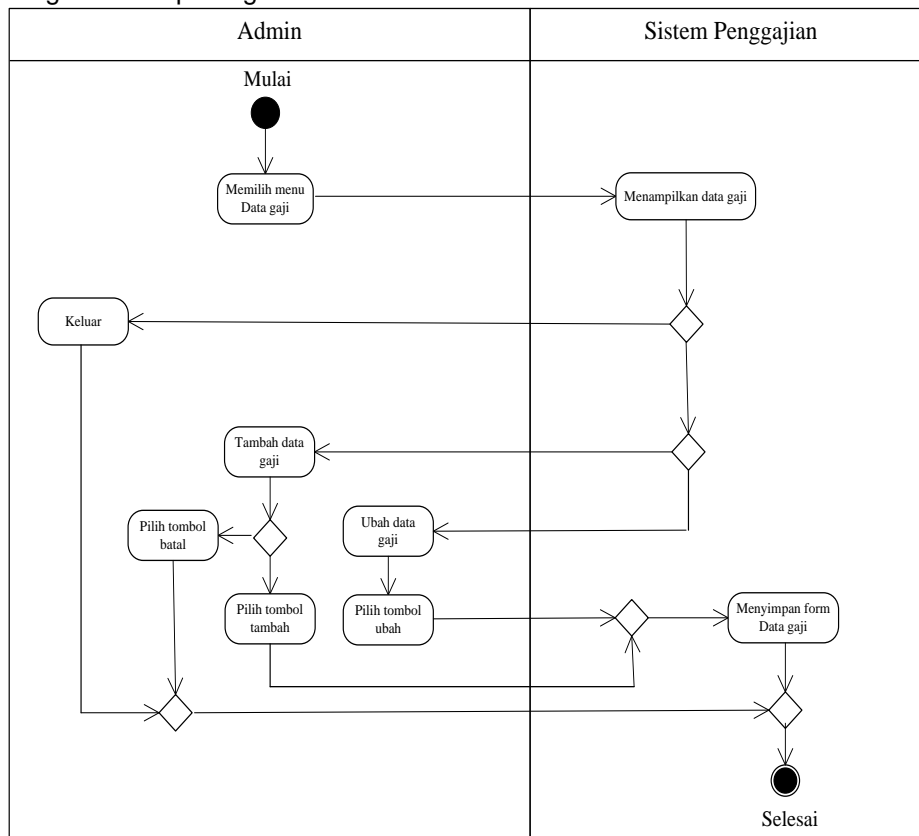 Admin
Sistem Penggajian
Mulai
Memilih menu
Data gaji
Menampilkan data gaji
Keluar
Tambah data
gaji
Pilih tombol
batal
Ubah data
gaji
Pilih tombol
tambah
Pilih tombol
ubah
Menyimpan form
Data gaji
Selesai